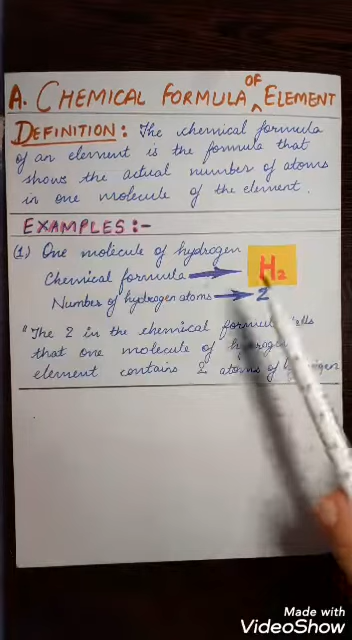 A. CHEMICAL FORMULA OF ELEMENT
DEFINITION: The chemical formula
of an element is the formula that
shows the actual number of atoms
in one molecule of the element.
EXAMPLES:-
(1.) One molecule of hydrogen
Chemical formula → H₂
Number of hydrogen atoms → 2
"The 2 in the chemical
that one molecule of
element contains 2 atoms of
Made with
VideoShow